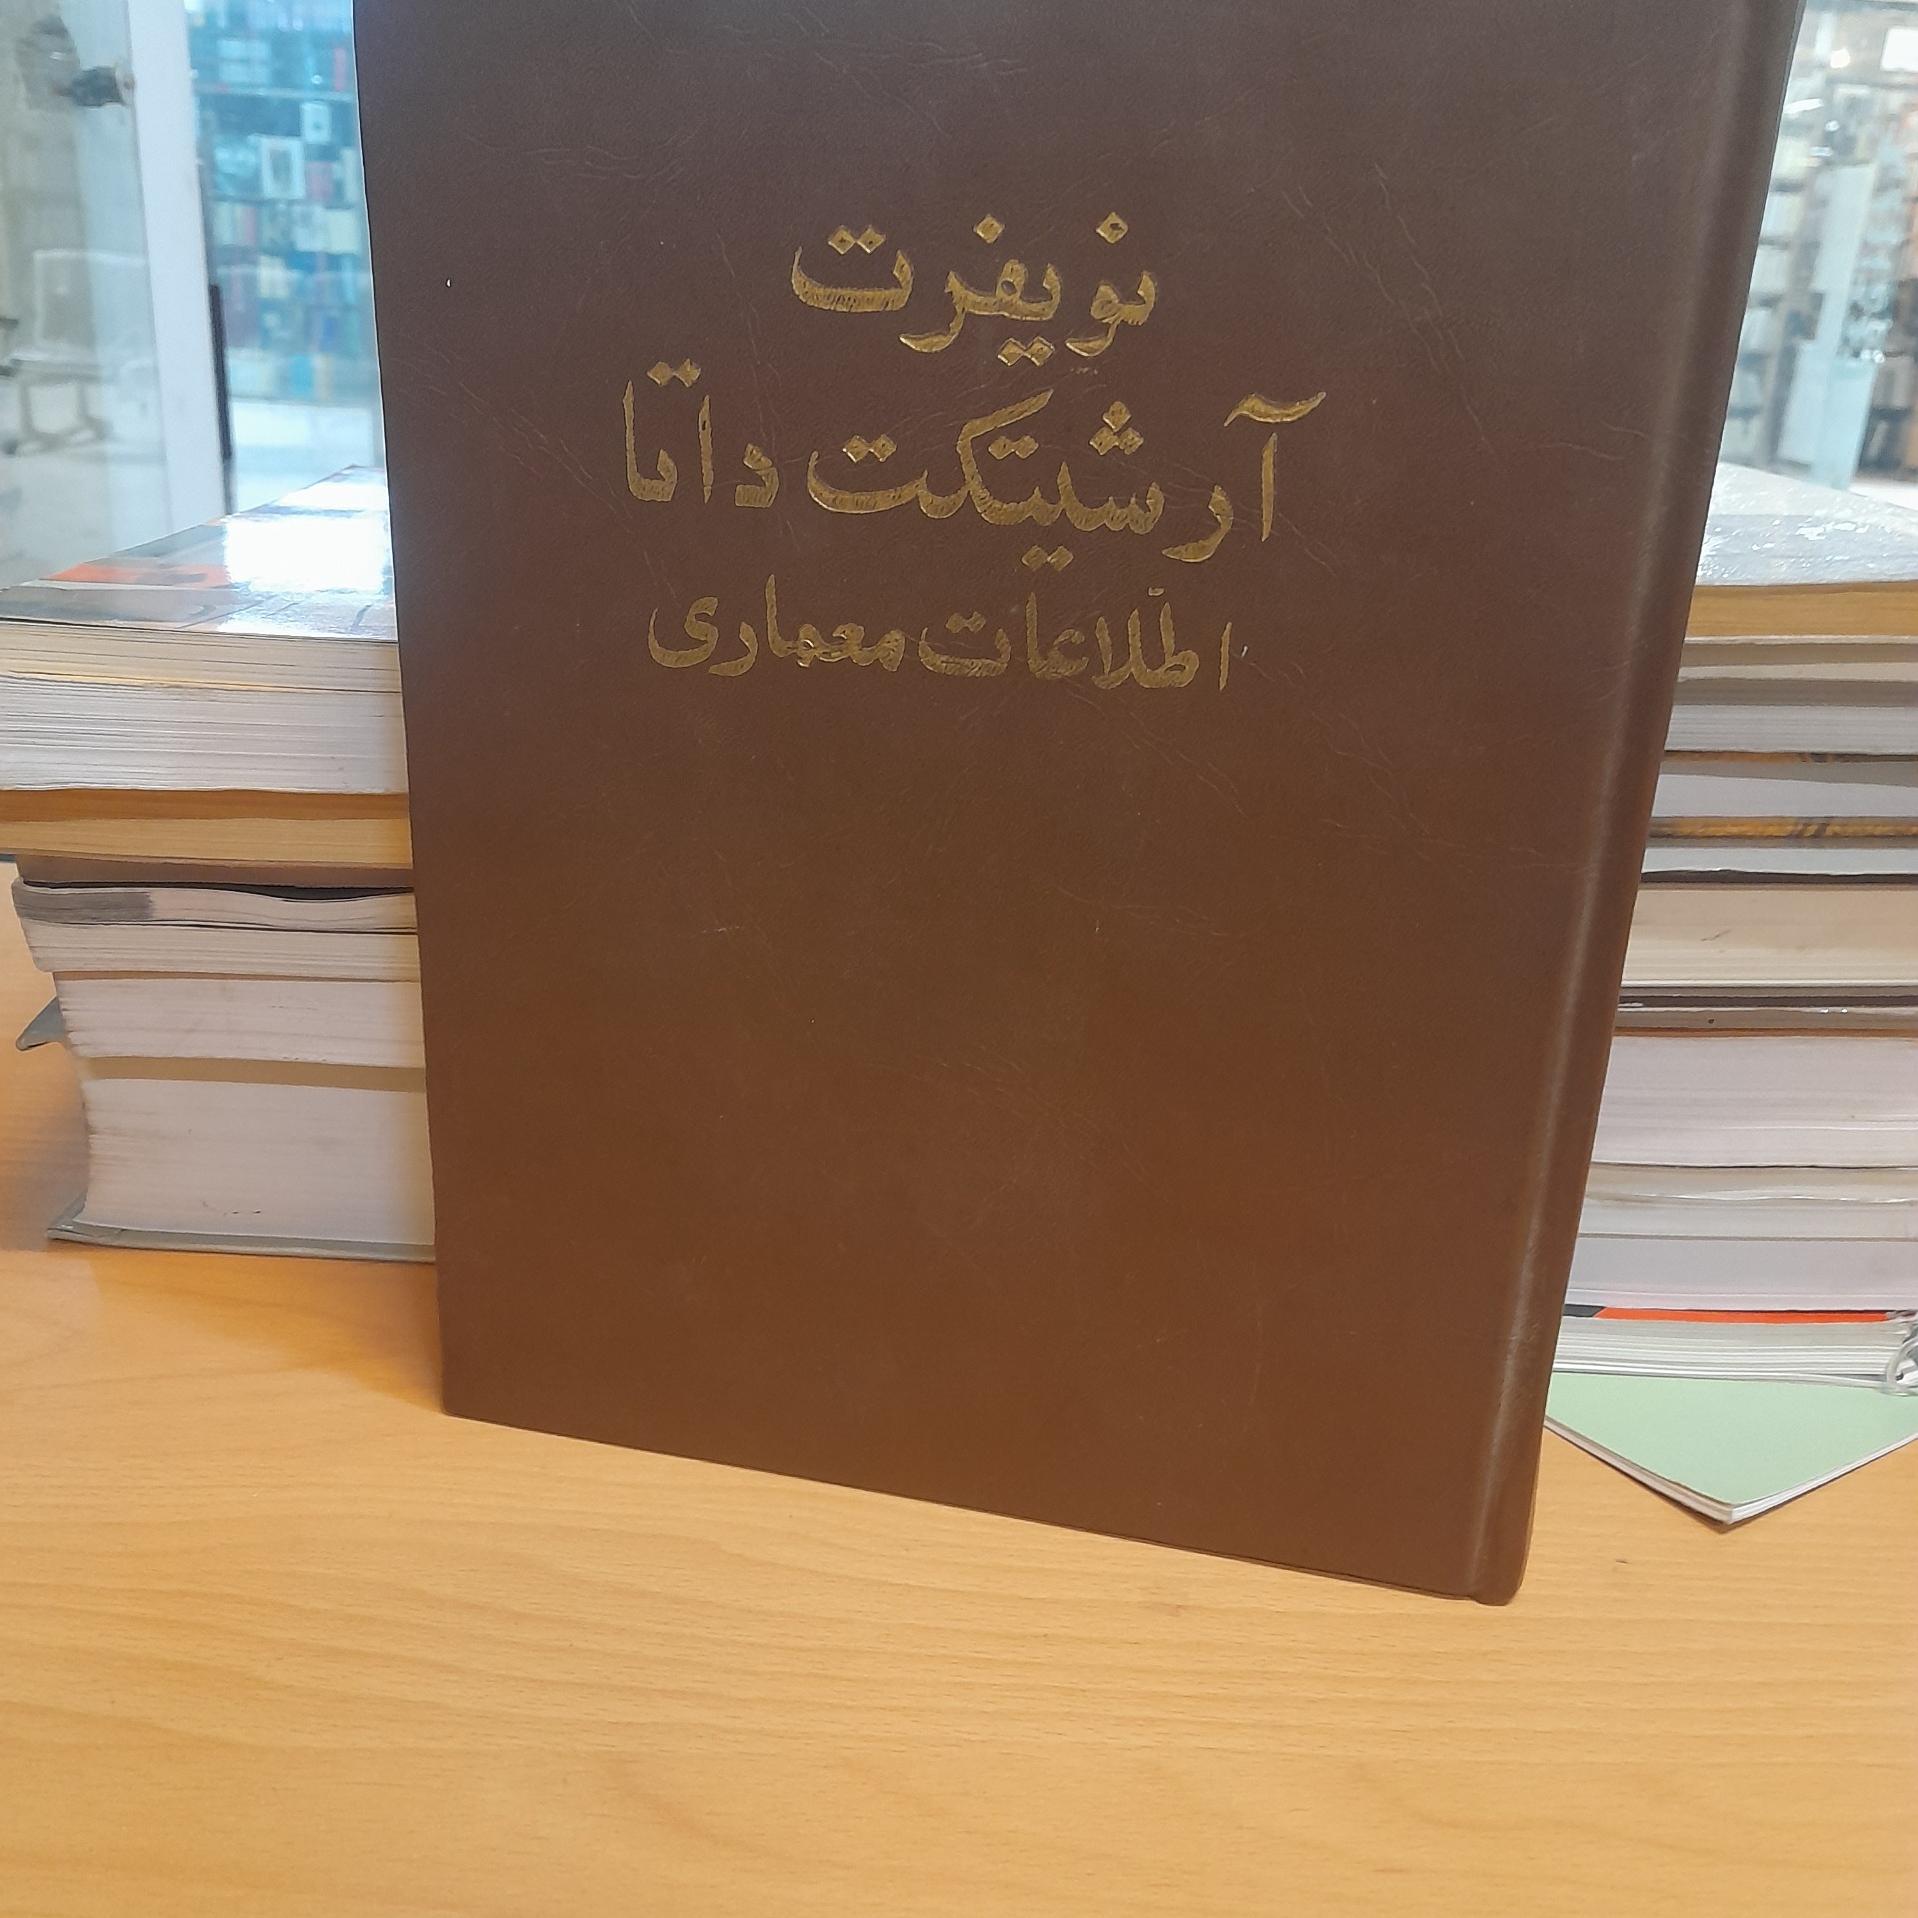 نویفرت
آرشیتکت داتا
اطلاعات معماری